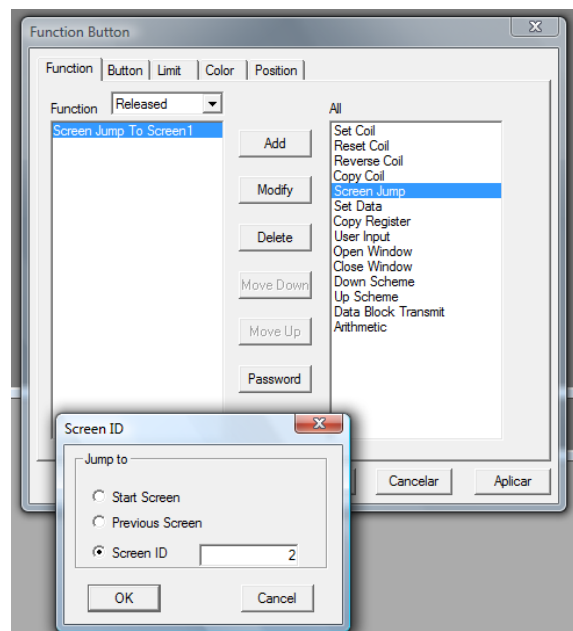 Function Button
Function Button Limit Color Position
Function Released All
Screen Jump To Screen1
Set Coil
Reset Coil
Reverse Coil
Copy Coil
Screen Jump
Set Data
Copy Register
User Input
Open Window
Close Window
Down Scheme
Up Scheme
Data Block Transmit
Arithmetic
Add
Modify
Delete
Move Down
Move Up
Password
Cancelar Aplicar
Screen ID
Jump to
Start Screen
Previous Screen
Screen ID 2
OK Cancel